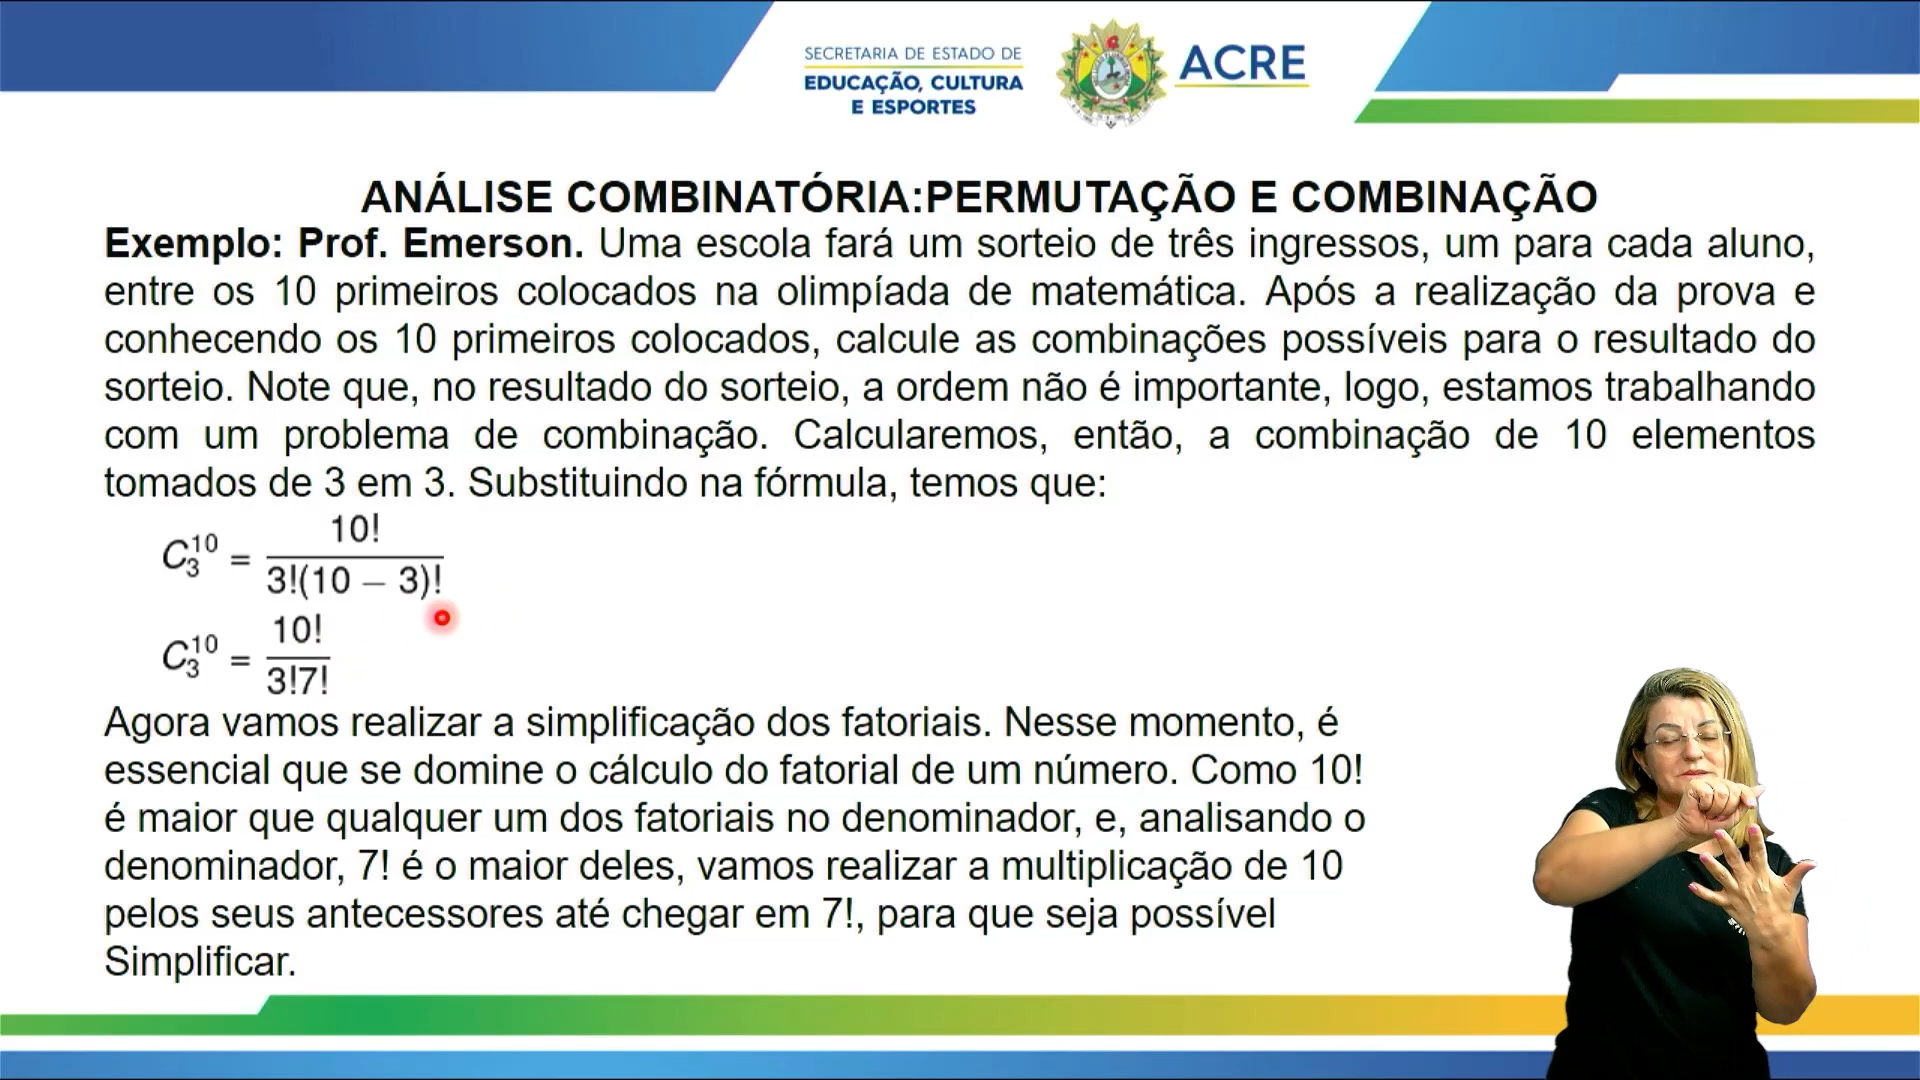 SECRETARIA DE ESTADO DE
EDUCAÇÃO, CULTURA
E ESPORTES
ACRE
ANÁLISE COMBINATÓRIA:PERMUTAÇÃO E COMBINAÇÃO
Exemplo: Prof. Emerson. Uma escola fará um sorteio de três ingressos, um para cada aluno,
entre os 10 primeiros colocados na olimpíada de matemática. Após a realização da prova e
conhecendo os 10 primeiros colocados, calcule as combinações possíveis para o resultado do
sorteio. Note que, no resultado do sorteio, a ordem não é importante, logo, estamos trabalhando
com um problema de combinação. Calcularemos, então, a combinação de 10 elementos
tomados de 3 em 3. Substituindo na fórmula, temos que:
C₃¹⁰ = 10! / 3!(10 – 3)!
C₃¹⁰ = 10! / 3!7!
Agora vamos realizar a simplificação dos fatoriais. Nesse momento, é
essencial que se domine o cálculo do fatorial de um número. Como 10!
é maior que qualquer um dos fatoriais no denominador, e, analisando o
denominador, 7! é o maior deles, vamos realizar a multiplicação de 10
pelos seus antecessores até chegar em 7!, para que seja possível
Simplificar.